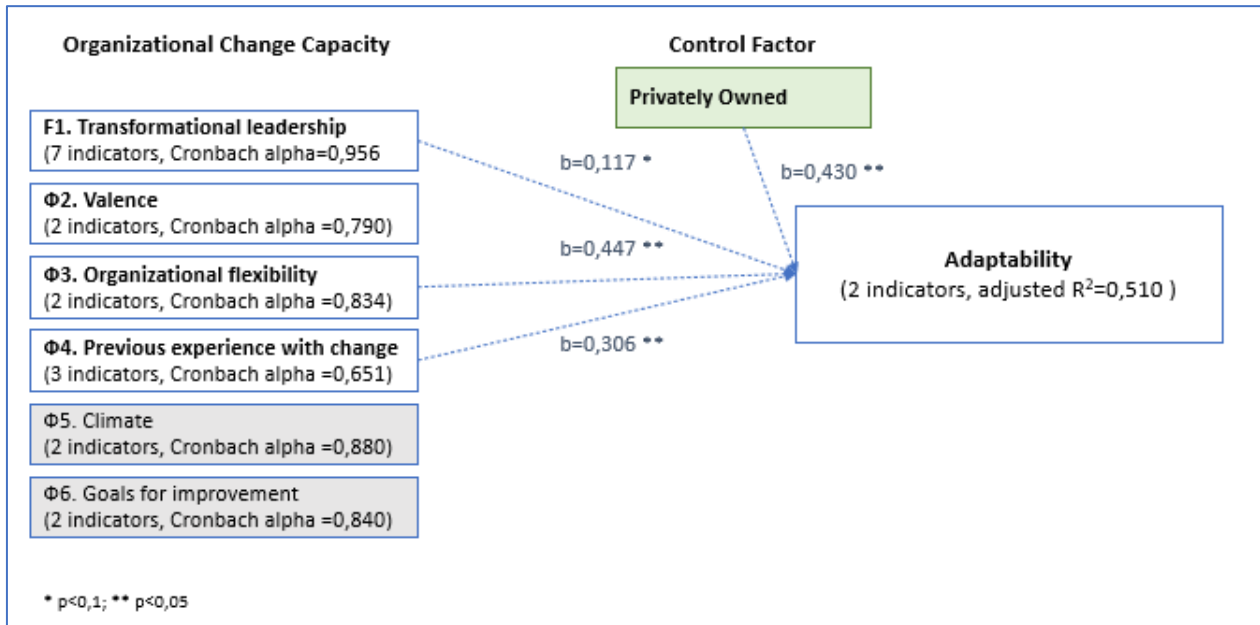 Organizational Change Capacity
Control Factor
Privately Owned
F1. Transformational leadership
(7 indicators, Cronbach alpha=0,956
b=0,117 *
b=0,430 **
Φ2. Valence
(2 indicators, Cronbach alpha =0,790)
b=0,447 **
Adaptability
(2 indicators, adjusted R²=0,510 )
Φ3. Organizational flexibility
(2 indicators, Cronbach alpha =0,834)
Φ4. Previous experience with change
(3 indicators, Cronbach alpha =0,651)
b=0,306 **
Φ5. Climate
(2 indicators, Cronbach alpha =0,880)
Φ6. Goals for improvement
(2 indicators, Cronbach alpha =0,840)
* p<0,1; ** p<0,05